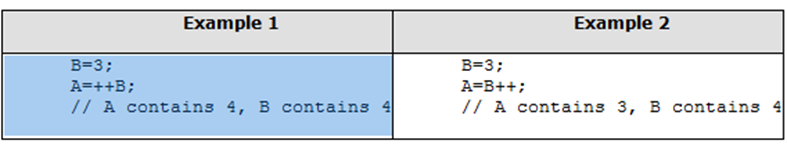 Example 1
B=3;
A=++B;
// A contains 4, B contains 4
Example 2
B=3;
A=B++;
// A contains 3, B contains 4